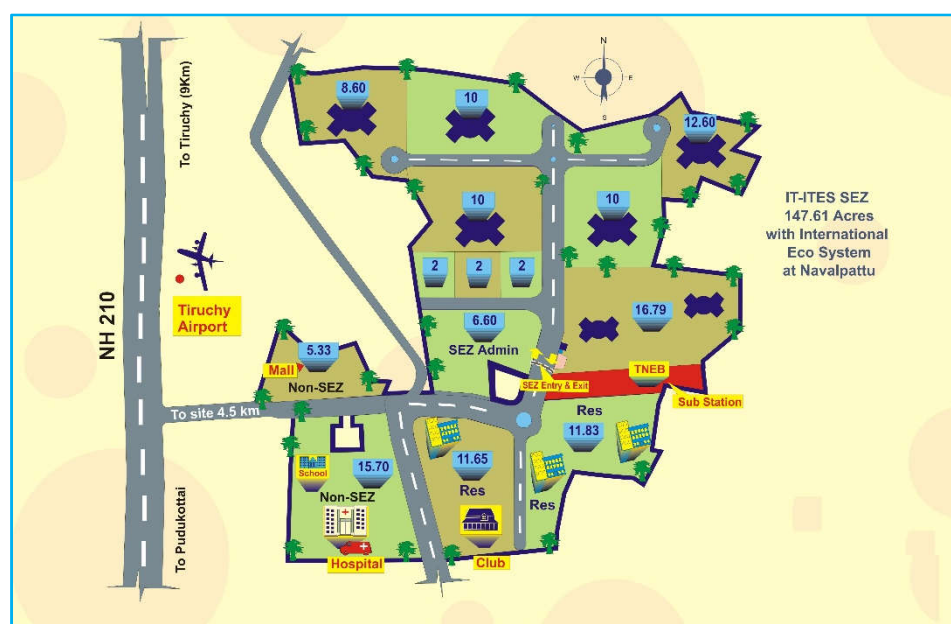 N
W
E
S
8.60
10
12.60
To Tiruchy (9Km)
10
10
IT-ITES SEZ
147.61 Acres
with International
Eco System
at Navalpattu
2
2
2
Tiruchy
Airport
NH 210
6.60
SEZ Admin
16.79
5.33
Mall
Non-SEZ
SEZ Entry & Exit
TNEB
Sub Station
To site 4.5 km
Res
11.83
School
15.70
Non-SEZ
11.65
Res
Res
To Pudukottai
Hospital
Club